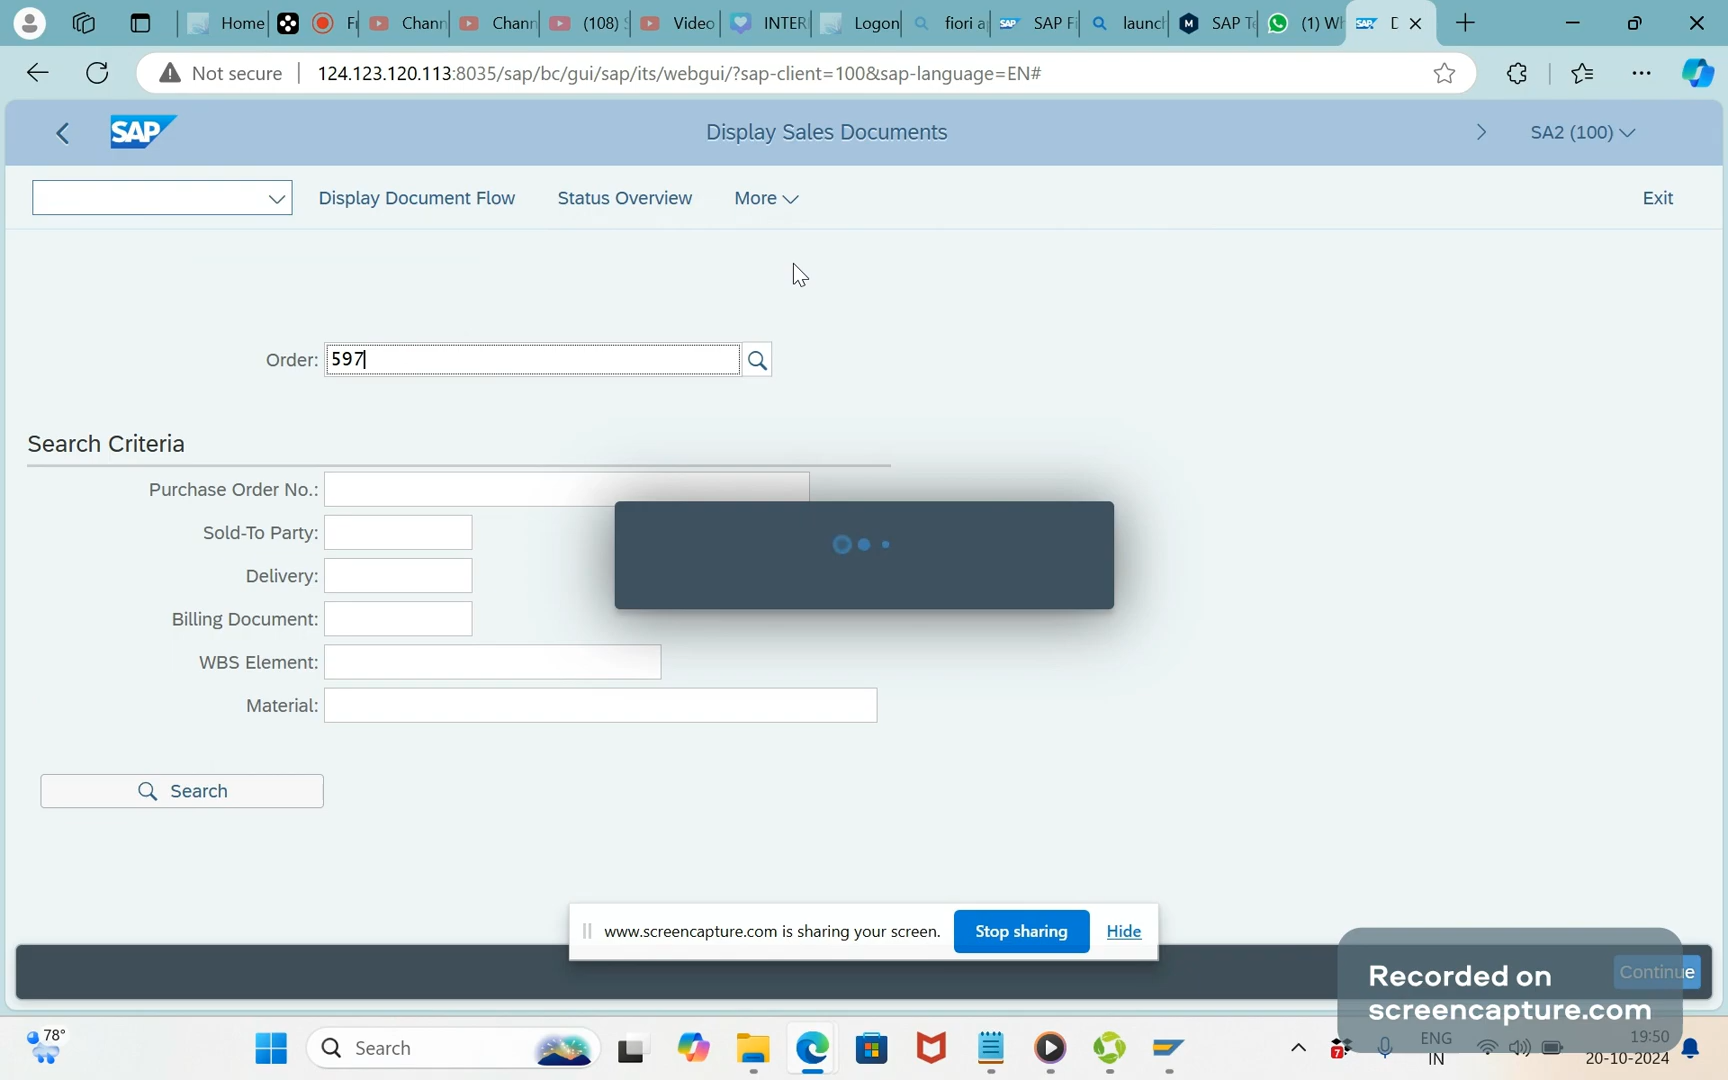 Home
Chann
Chann
(108)
Video
INTER
Logon
fiori a
SAP Fi
launch
SAP Te
(1) Wh
Not secure
124.123.120.113:8035/sap/bc/gui/sap/its/webgui/?sap-client=100&sap-language=EN#
SAP
Display Sales Documents
SA2 (100)
Display Document Flow
Status Overview
More
Exit
Order: 597
Search Criteria
Purchase Order No.:
Sold-To Party:
Delivery:
Billing Document:
WBS Element:
Material:
Search
www.screencapture.com is sharing your screen.
Stop sharing
Hide
Continue
Recorded on
screencapture.com
78°
Search
ENG
IN
19:50
20-10-2024